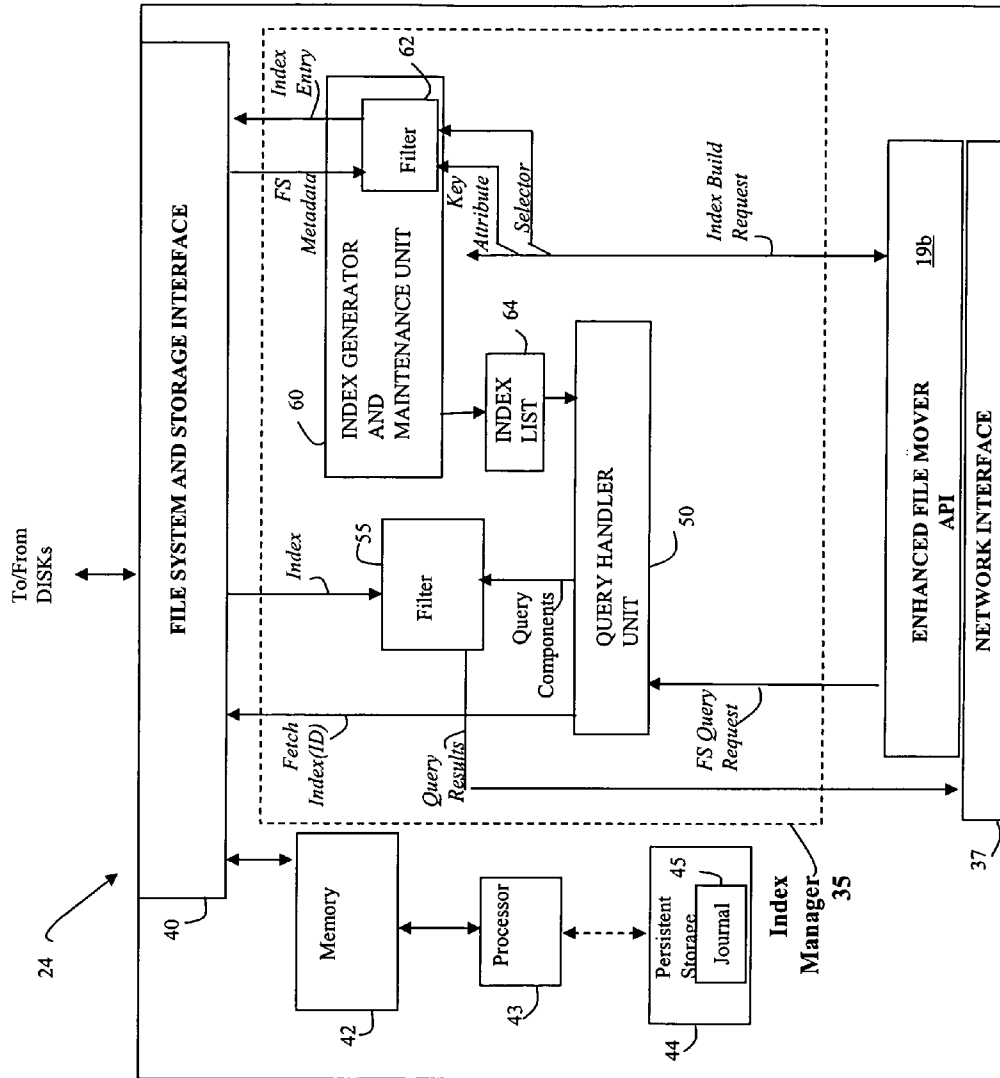 To/From
DISKs
24
40
FILE SYSTEM AND STORAGE INTERFACE
Memory
42
Processor
43
Persistent
Storage
45
Journal
44
Index
Manager
35
Fetch
Index(ID)
Query
Results
Index
55
Filter
Query
Components
QUERY HANDLER
UNIT
50
FS Query
Request
60
INDEX GENERATOR
AND
MAINTENANCE UNIT
INDEX
LIST
64
FS
Metadata
Index
Entry
62
Filter
Key
Attribute
Selector
Index Build
Request
ENHANCED FILE MOVER
API
19b
NETWORK INTERFACE
37